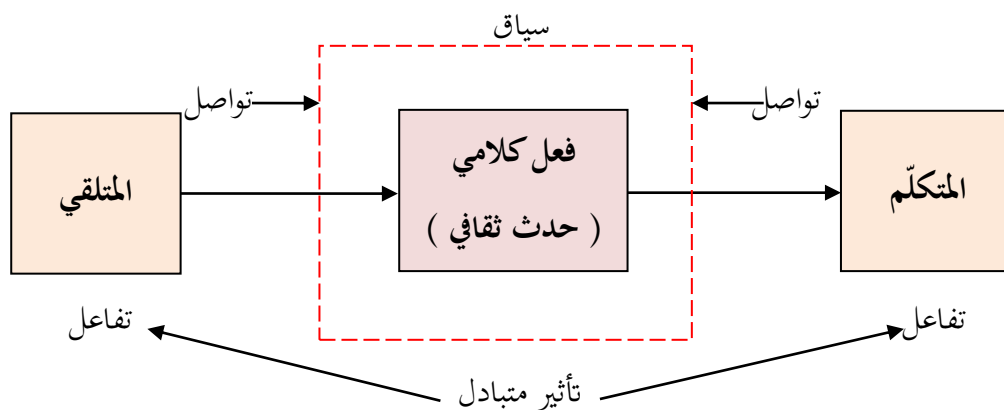 سياق
تواصل
تواصل
المتكلّم
فعل كلامي
( حدث ثقافي )
المتلقي
تفاعل
تفاعل
تأثير متبادل